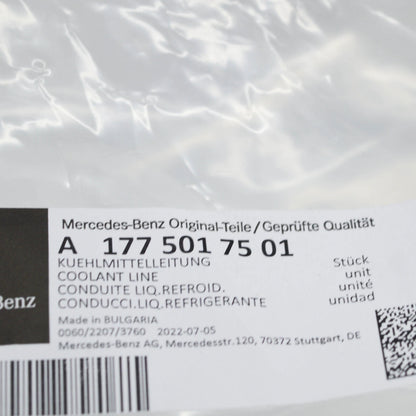 Mercedes-Benz Original-Teile/Geprüfte Qualität
A 177 501 75 01
KUEHLMITTELLEITUNG Stück
COOLANT LINE unit
CONDUITE LIQ.REFROID. unité
CONDUCCI.LIQ.REFRIGERANTE unidad
Made in BULGARIA
0060/2207/3760 2022-07-05
Mercedes-Benz AG, Mercedesstr.120, 70372 Stuttgart, DE
Benz